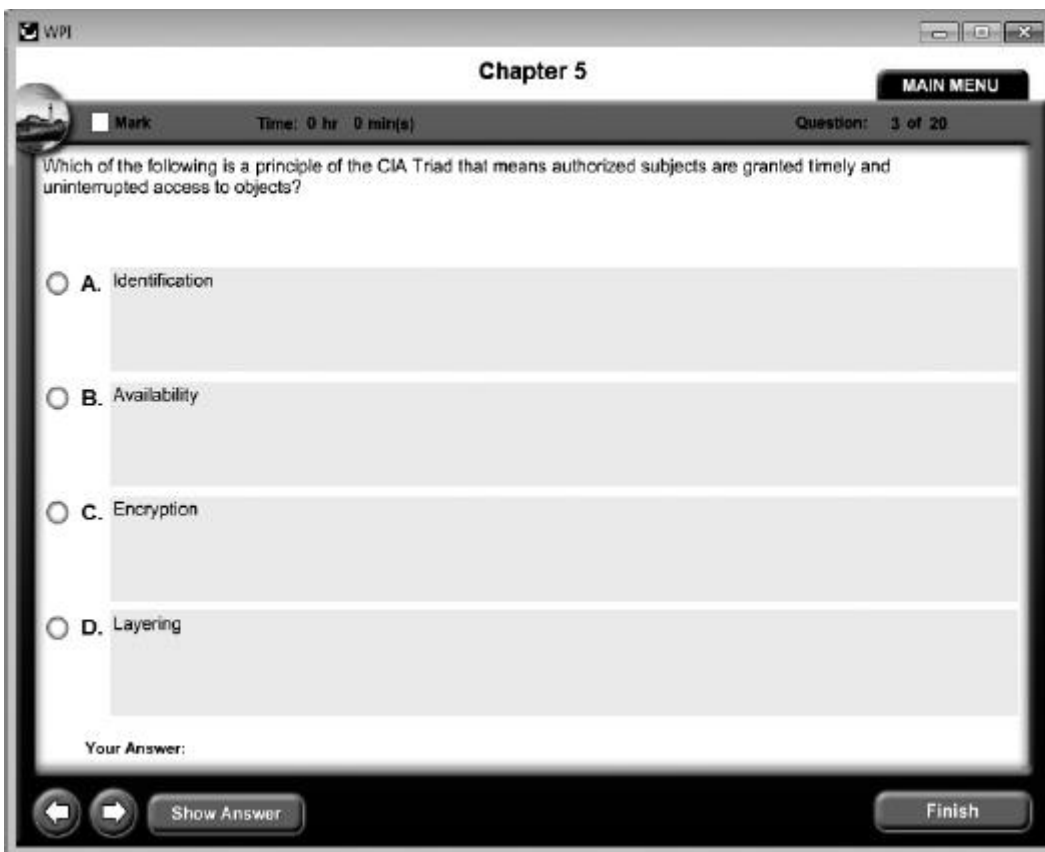 WPI
Chapter 5
MAIN MENU
Mark Time: 0 hr 0 min(s) Question: 3 of 20
Which of the following is a principle of the CIA Triad that means authorized subjects are granted timely and
uninterrupted access to objects?
A. Identification
B. Availability
C. Encryption
D. Layering
Your Answer:
Show Answer
Finish